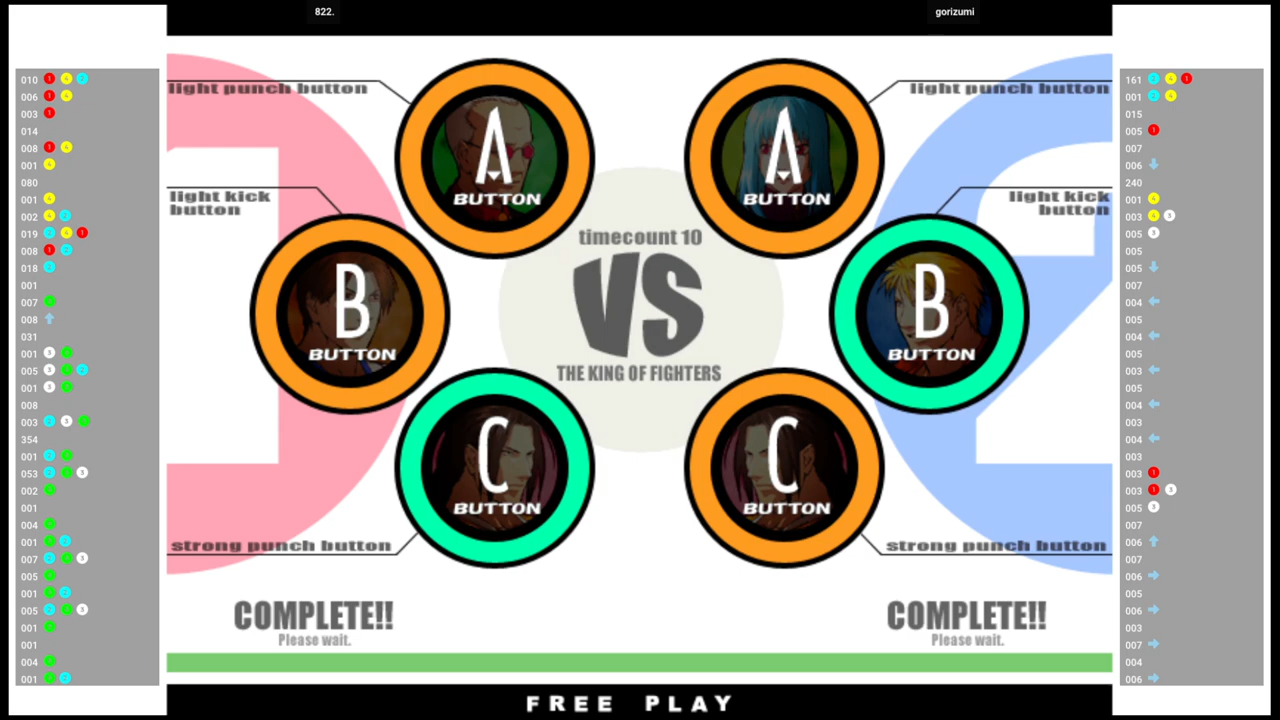 822.
gorizumi
light punch button
A
BUTTON
A
BUTTON
light punch button
light kick
button
B
BUTTON
timecount 10
VS
THE KING OF FIGHTERS
light kick
button
B
BUTTON
C
BUTTON
C
BUTTON
strong punch button
strong punch button
COMPLETE!!
Please wait.
COMPLETE!!
Please wait.
FREE PLAY
010
006
003
014
008
001
080
001
002
019
008
018
001
007
008
031
001
005
001
008
003
354
001
053
002
001
004
001
007
005
001
005
001
001
004
001
161
001
015
005
007
006
240
001
003
005
005
005
007
004
005
004
005
003
005
004
003
004
003
003
003
005
007
006
007
006
005
006
003
007
004
006